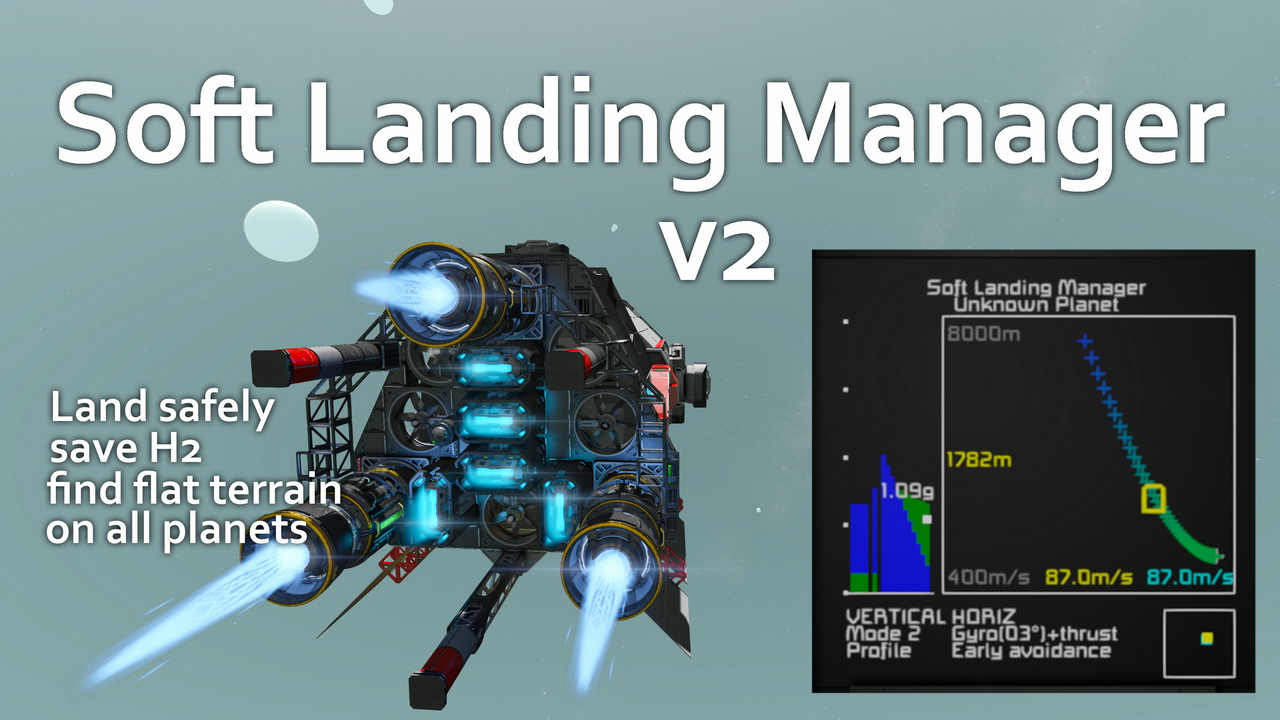 Soft Landing Manager
v2
Land safely
save H2
find flat terrain
on all planets
Soft Landing Manager
Unknown Planet
8000m
1782m
1.09g
400m/s 87.0m/s 87.0m/s
VERTICAL HORIZ
Mode 2 Gyro(03°)+thrust
Profile Early avoidance